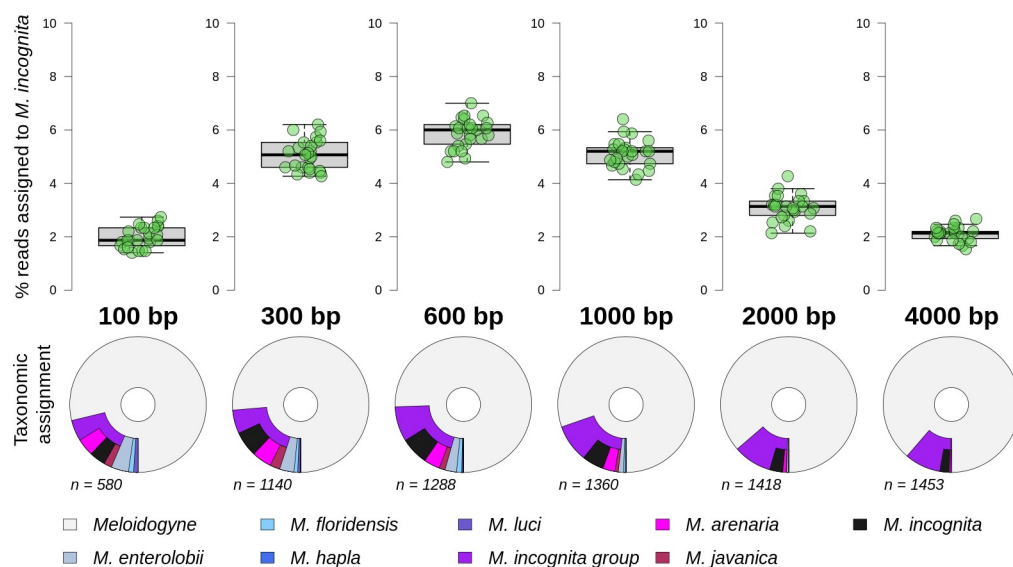 % reads assigned to M. incognita
10 10 10 10 10 10
8 8 8 8 8 8
6 6 6 6 6 6
4 4 4 4 4 4
2 2 2 2 2 2
0 0 0 0 0 0
100 bp 300 bp 600 bp 1000 bp 2000 bp 4000 bp
Taxonomic
assignment
n = 580 n = 1140 n = 1288 n = 1360 n = 1418 n = 1453
Meloidogyne M. floridensis M. luci M. arenaria M. incognita
M. enterolobii M. hapla M. incognita group M. javanica